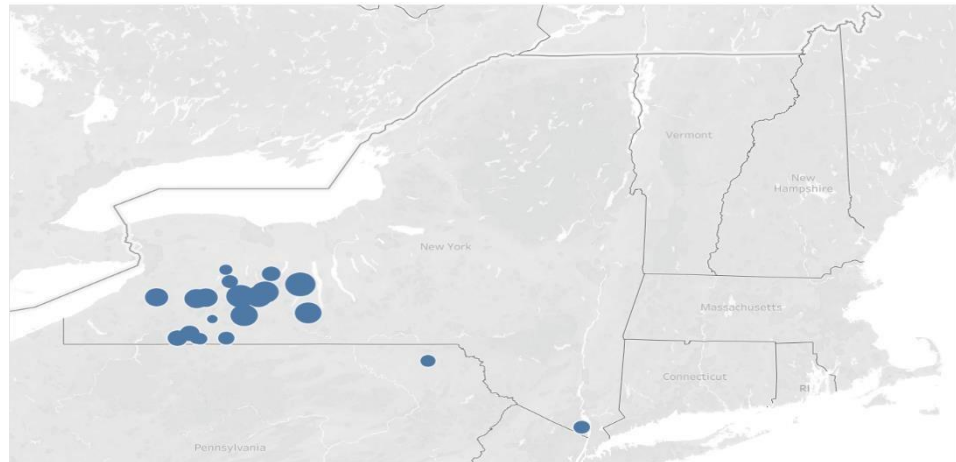 Vermont
New
Hampshire
New York
Massachusetts
Connecticut
RI
Pennsylvania